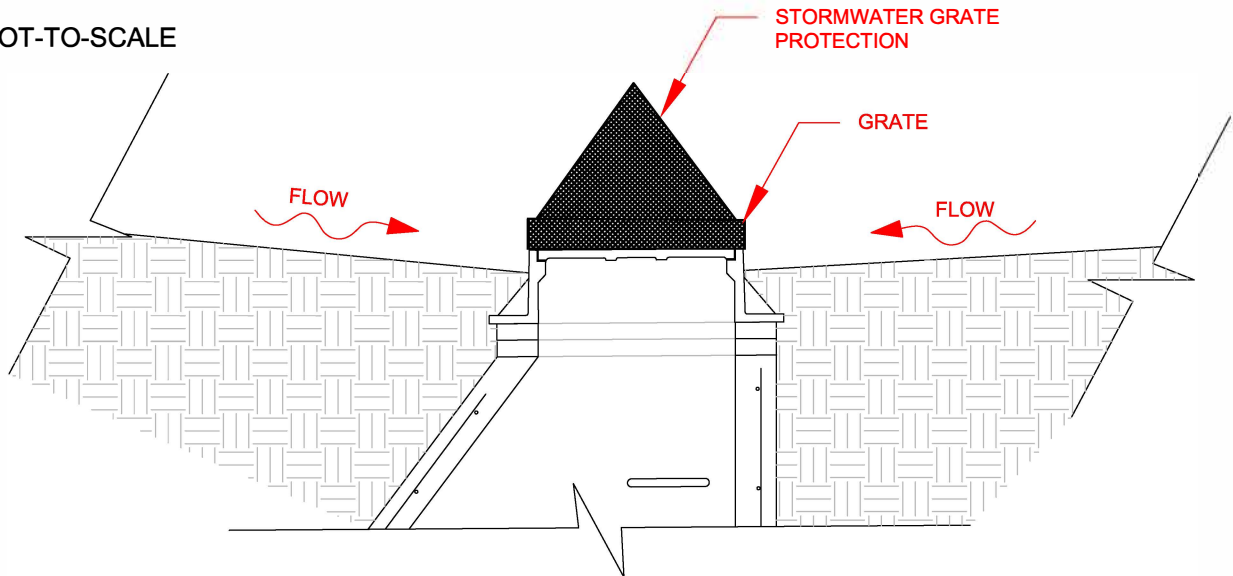 OT-TO-SCALE
STORMWATER GRATE
PROTECTION
GRATE
FLOW
FLOW